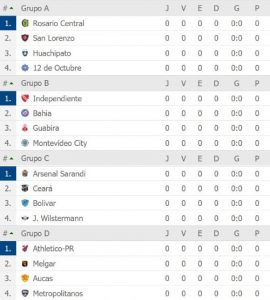 # Grupo A J V E D G P
1. Rosario Central 0 0 0 0 0:0 0
2. San Lorenzo 0 0 0 0 0:0 0
3. Huachipato 0 0 0 0 0:0 0
4. 12 de Octubre 0 0 0 0 0:0 0
# Grupo B J V E D G P
1. Independiente 0 0 0 0 0:0 0
2. Bahia 0 0 0 0 0:0 0
3. Guabira 0 0 0 0 0:0 0
4. Montevideo City 0 0 0 0 0:0 0
# Grupo C J V E D G P
1. Arsenal Sarandi 0 0 0 0 0:0 0
2. Ceará 0 0 0 0 0:0 0
3. Bolivar 0 0 0 0 0:0 0
4. J. Wilstermann 0 0 0 0 0:0 0
# Grupo D J V E D G P
1. Athletico-PR 0 0 0 0 0:0 0
2. Melgar 0 0 0 0 0:0 0
3. Aucas 0 0 0 0 0:0 0
4. Metropolitanos 0 0 0 0 0:0 0